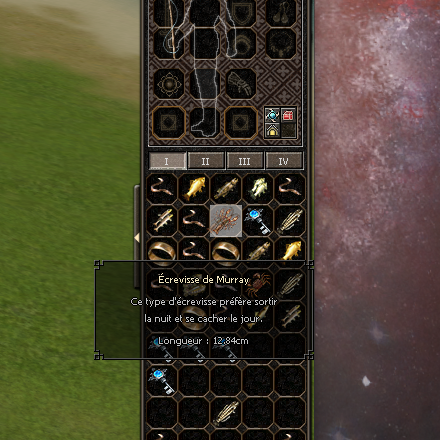 I II III IV
Écrevisse de Murray
Ce type d'écrevisse préfère sortir
la nuit et se cacher le jour.
Longueur : 12,84cm